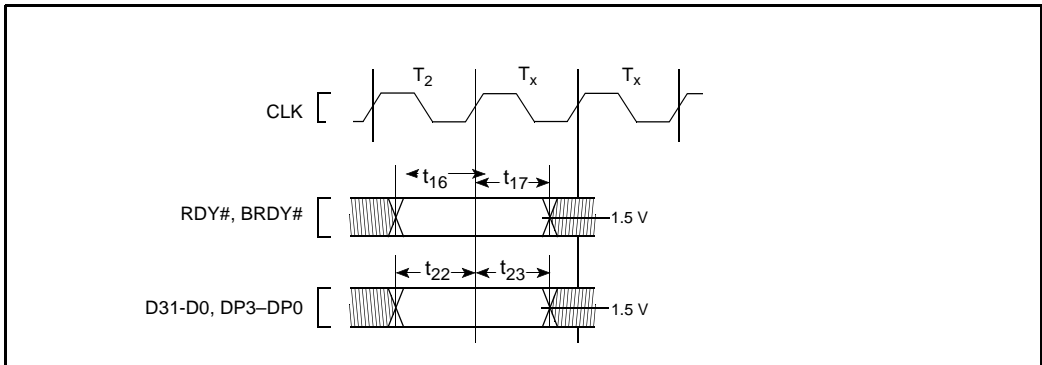 T2 Tx Tx
CLK
t16 t17
RDY#, BRDY# 1.5 V
t22 t23
D31-D0, DP3–DP0 1.5 V